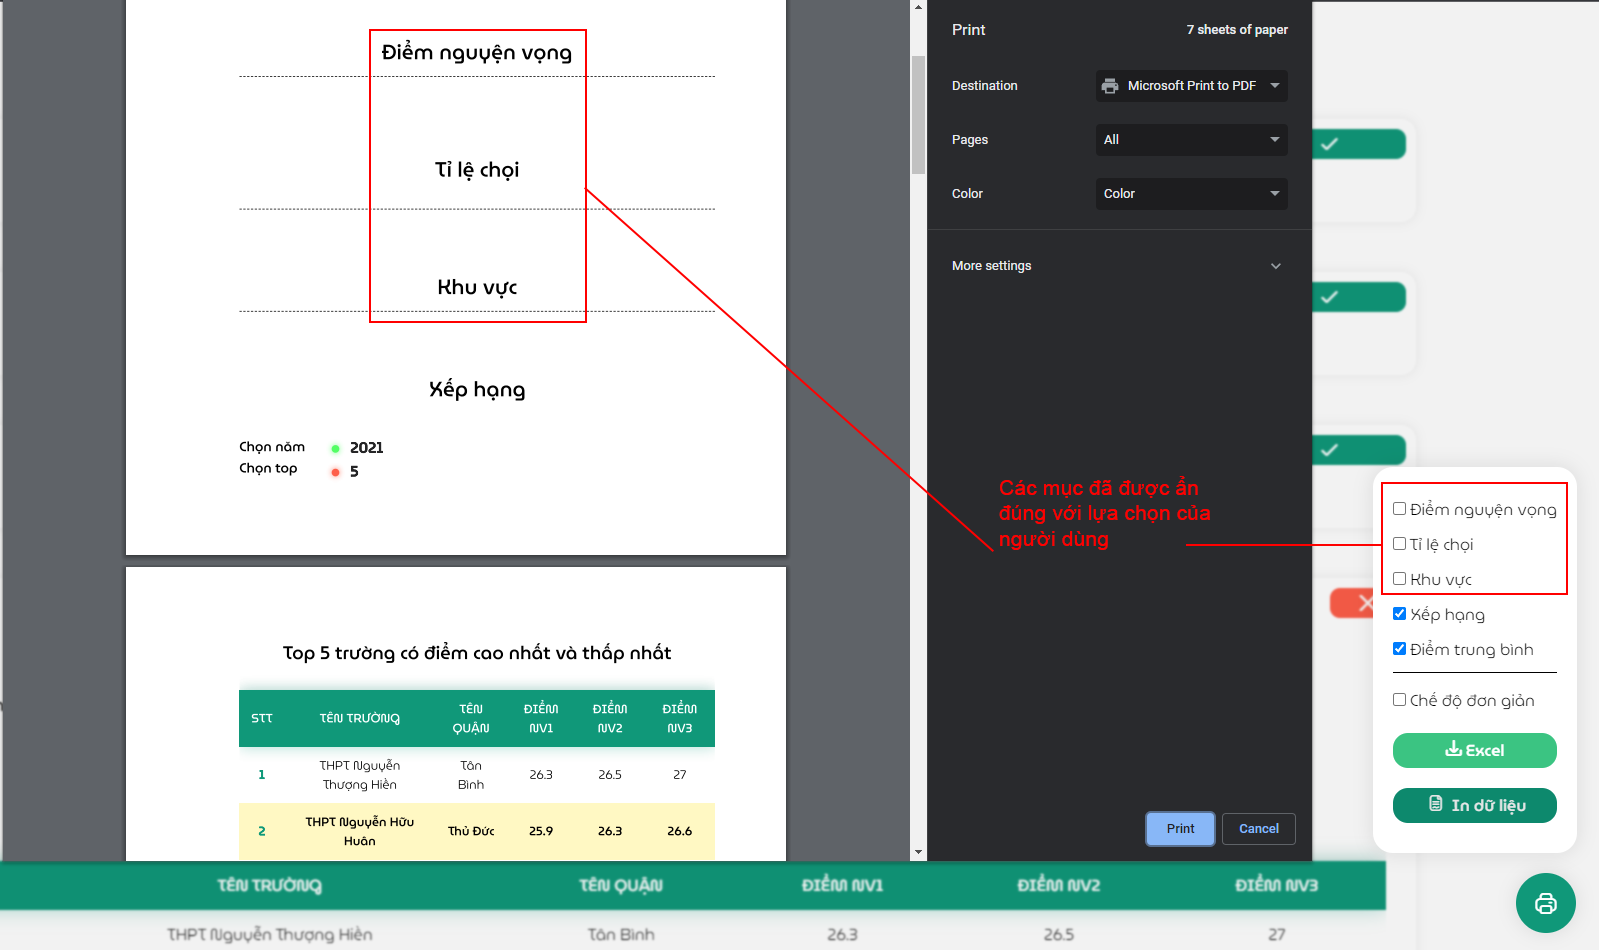 Điểm nguyện vọng
Tỉ lệ chọi
Khu vực
Xếp hạng
Chọn năm 2021
Chọn top 5
Top 5 trường có điểm cao nhất và thấp nhất
STT TÊN TRƯỜNG TÊN QUẬN ĐIỂM NV1 ĐIỂM NV2 ĐIỂM NV3
1 THPT Nguyễn Thượng Hiền Tân Bình 26.3 26.5 27
2 THPT Nguyễn Hữu Huân Thủ Đức 25.9 26.3 26.6
Print 7 sheets of paper
Destination Microsoft Print to PDF
Pages All
Color Color
More settings
Print Cancel
Các mục đã được ẩn
đúng với lựa chọn của
người dùng
Điểm nguyện vọng
Tỉ lệ chọi
Khu vực
Xếp hạng
Điểm trung bình
Chế độ đơn giản
Excel
In dữ liệu
TÊN TRƯỜNG TÊN QUẬN ĐIỂM NV1 ĐIỂM NV2 ĐIỂM NV3
THPT Nguyễn Thượng Hiền Tân Bình 26.3 26.5 27